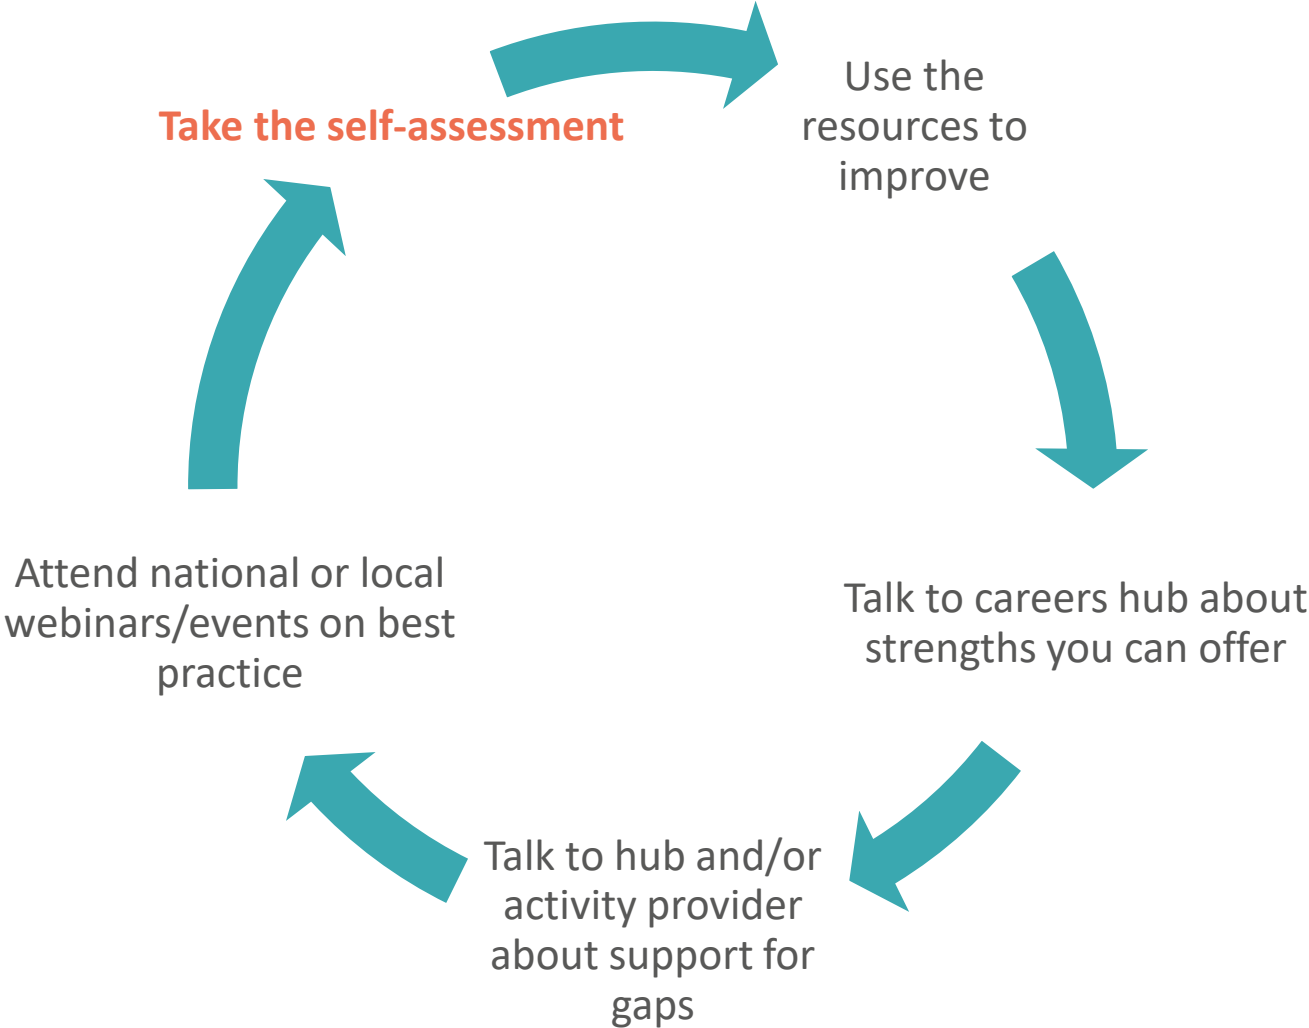 Take the self-assessment
Use the
resources to
improve
Talk to careers hub about
strengths you can offer
Talk to hub and/or
activity provider
about support for
gaps
Attend national or local
webinars/events on best
practice